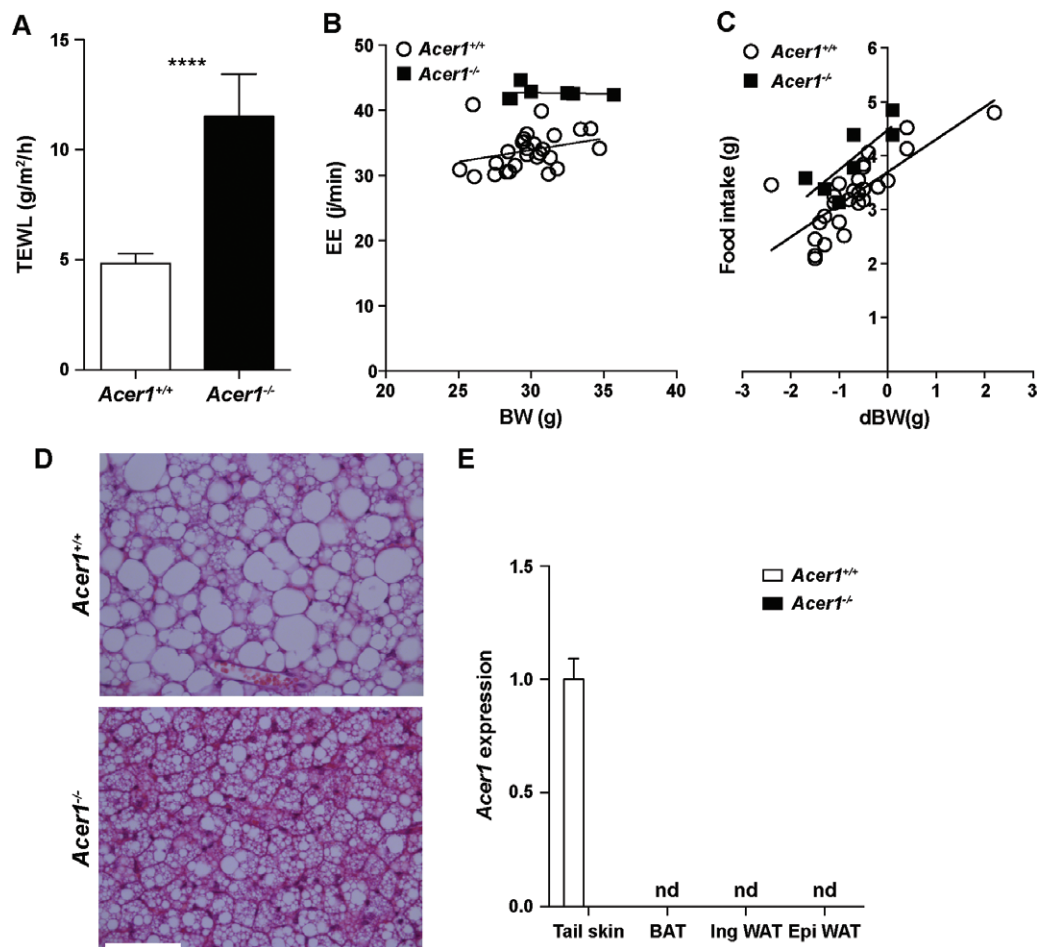 A
TEWL (g/m²/h)
15
10
5
0
****
Acer1+/+
Acer1-/-
B
EE (j/min)
50
40
30
20
10
0
Acer1+/+
Acer1-/-
20
25
30
35
40
BW (g)
C
Food intake (g)
Acer1+/+
Acer1-/-
6
5
4
3
2
1
-3
-2
-1
0
1
2
3
dBW(g)
D
Acer1+/+
Acer1-/-
E
Acer1 expression
1.5
1.0
0.5
0.0
Acer1+/+
Acer1-/-
nd
nd
nd
Tail skin
BAT
Ing WAT
Epi WAT